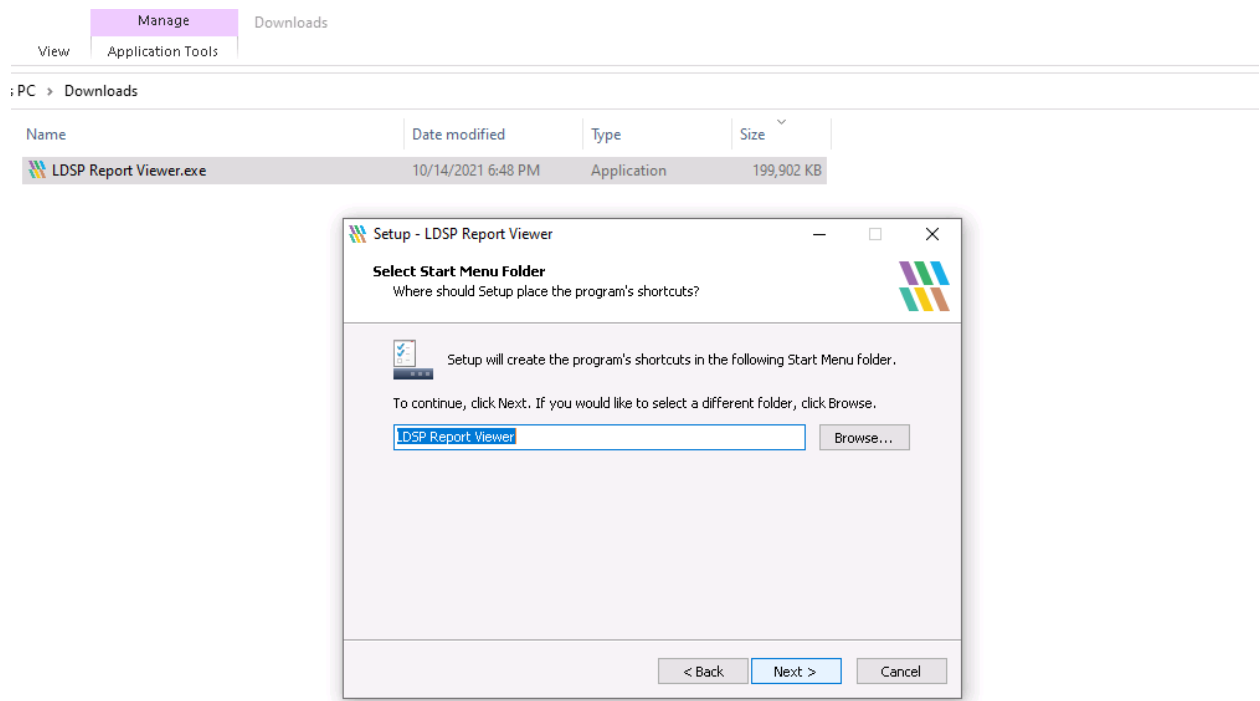 Manage Downloads
View Application Tools
PC > Downloads
Name Date modified Type Size
LDSP Report Viewer.exe 10/14/2021 6:48 PM Application 199,902 KB
Setup - LDSP Report Viewer
Select Start Menu Folder
Where should Setup place the program's shortcuts?
Setup will create the program's shortcuts in the following Start Menu folder.
To continue, click Next. If you would like to select a different folder, click Browse.
LDSP Report Viewer Browse...
< Back Next > Cancel